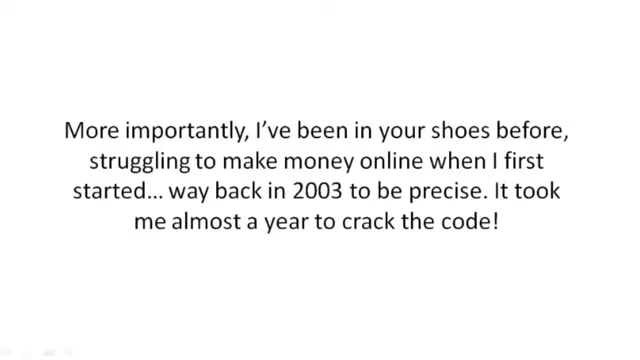 More importantly, I've been in your shoes before,
struggling to make money online when I first
started... way back in 2003 to be precise. It took
me almost a year to crack the code!